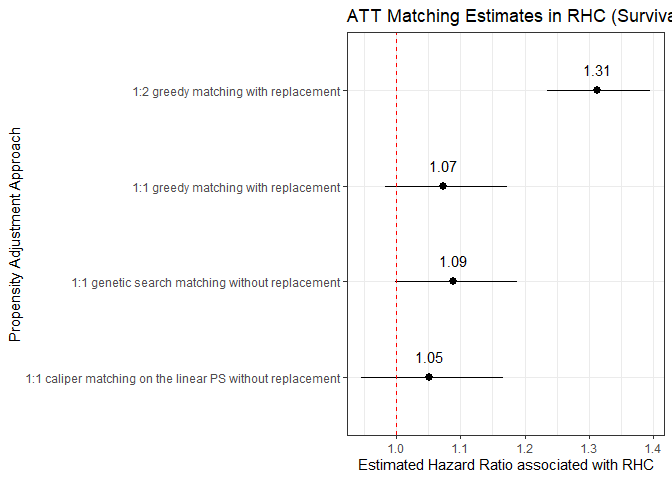 ATT Matching Estimates in RHC (Surviva
1:2 greedy matching with replacement
1.31
1:1 greedy matching with replacement
1.07
1:1 genetic search matching without replacement
1.09
1:1 caliper matching on the linear PS without replacement
1.05
Propensity Adjustment Approach
1.0 1.1 1.2 1.3 1.4
Estimated Hazard Ratio associated with RHC